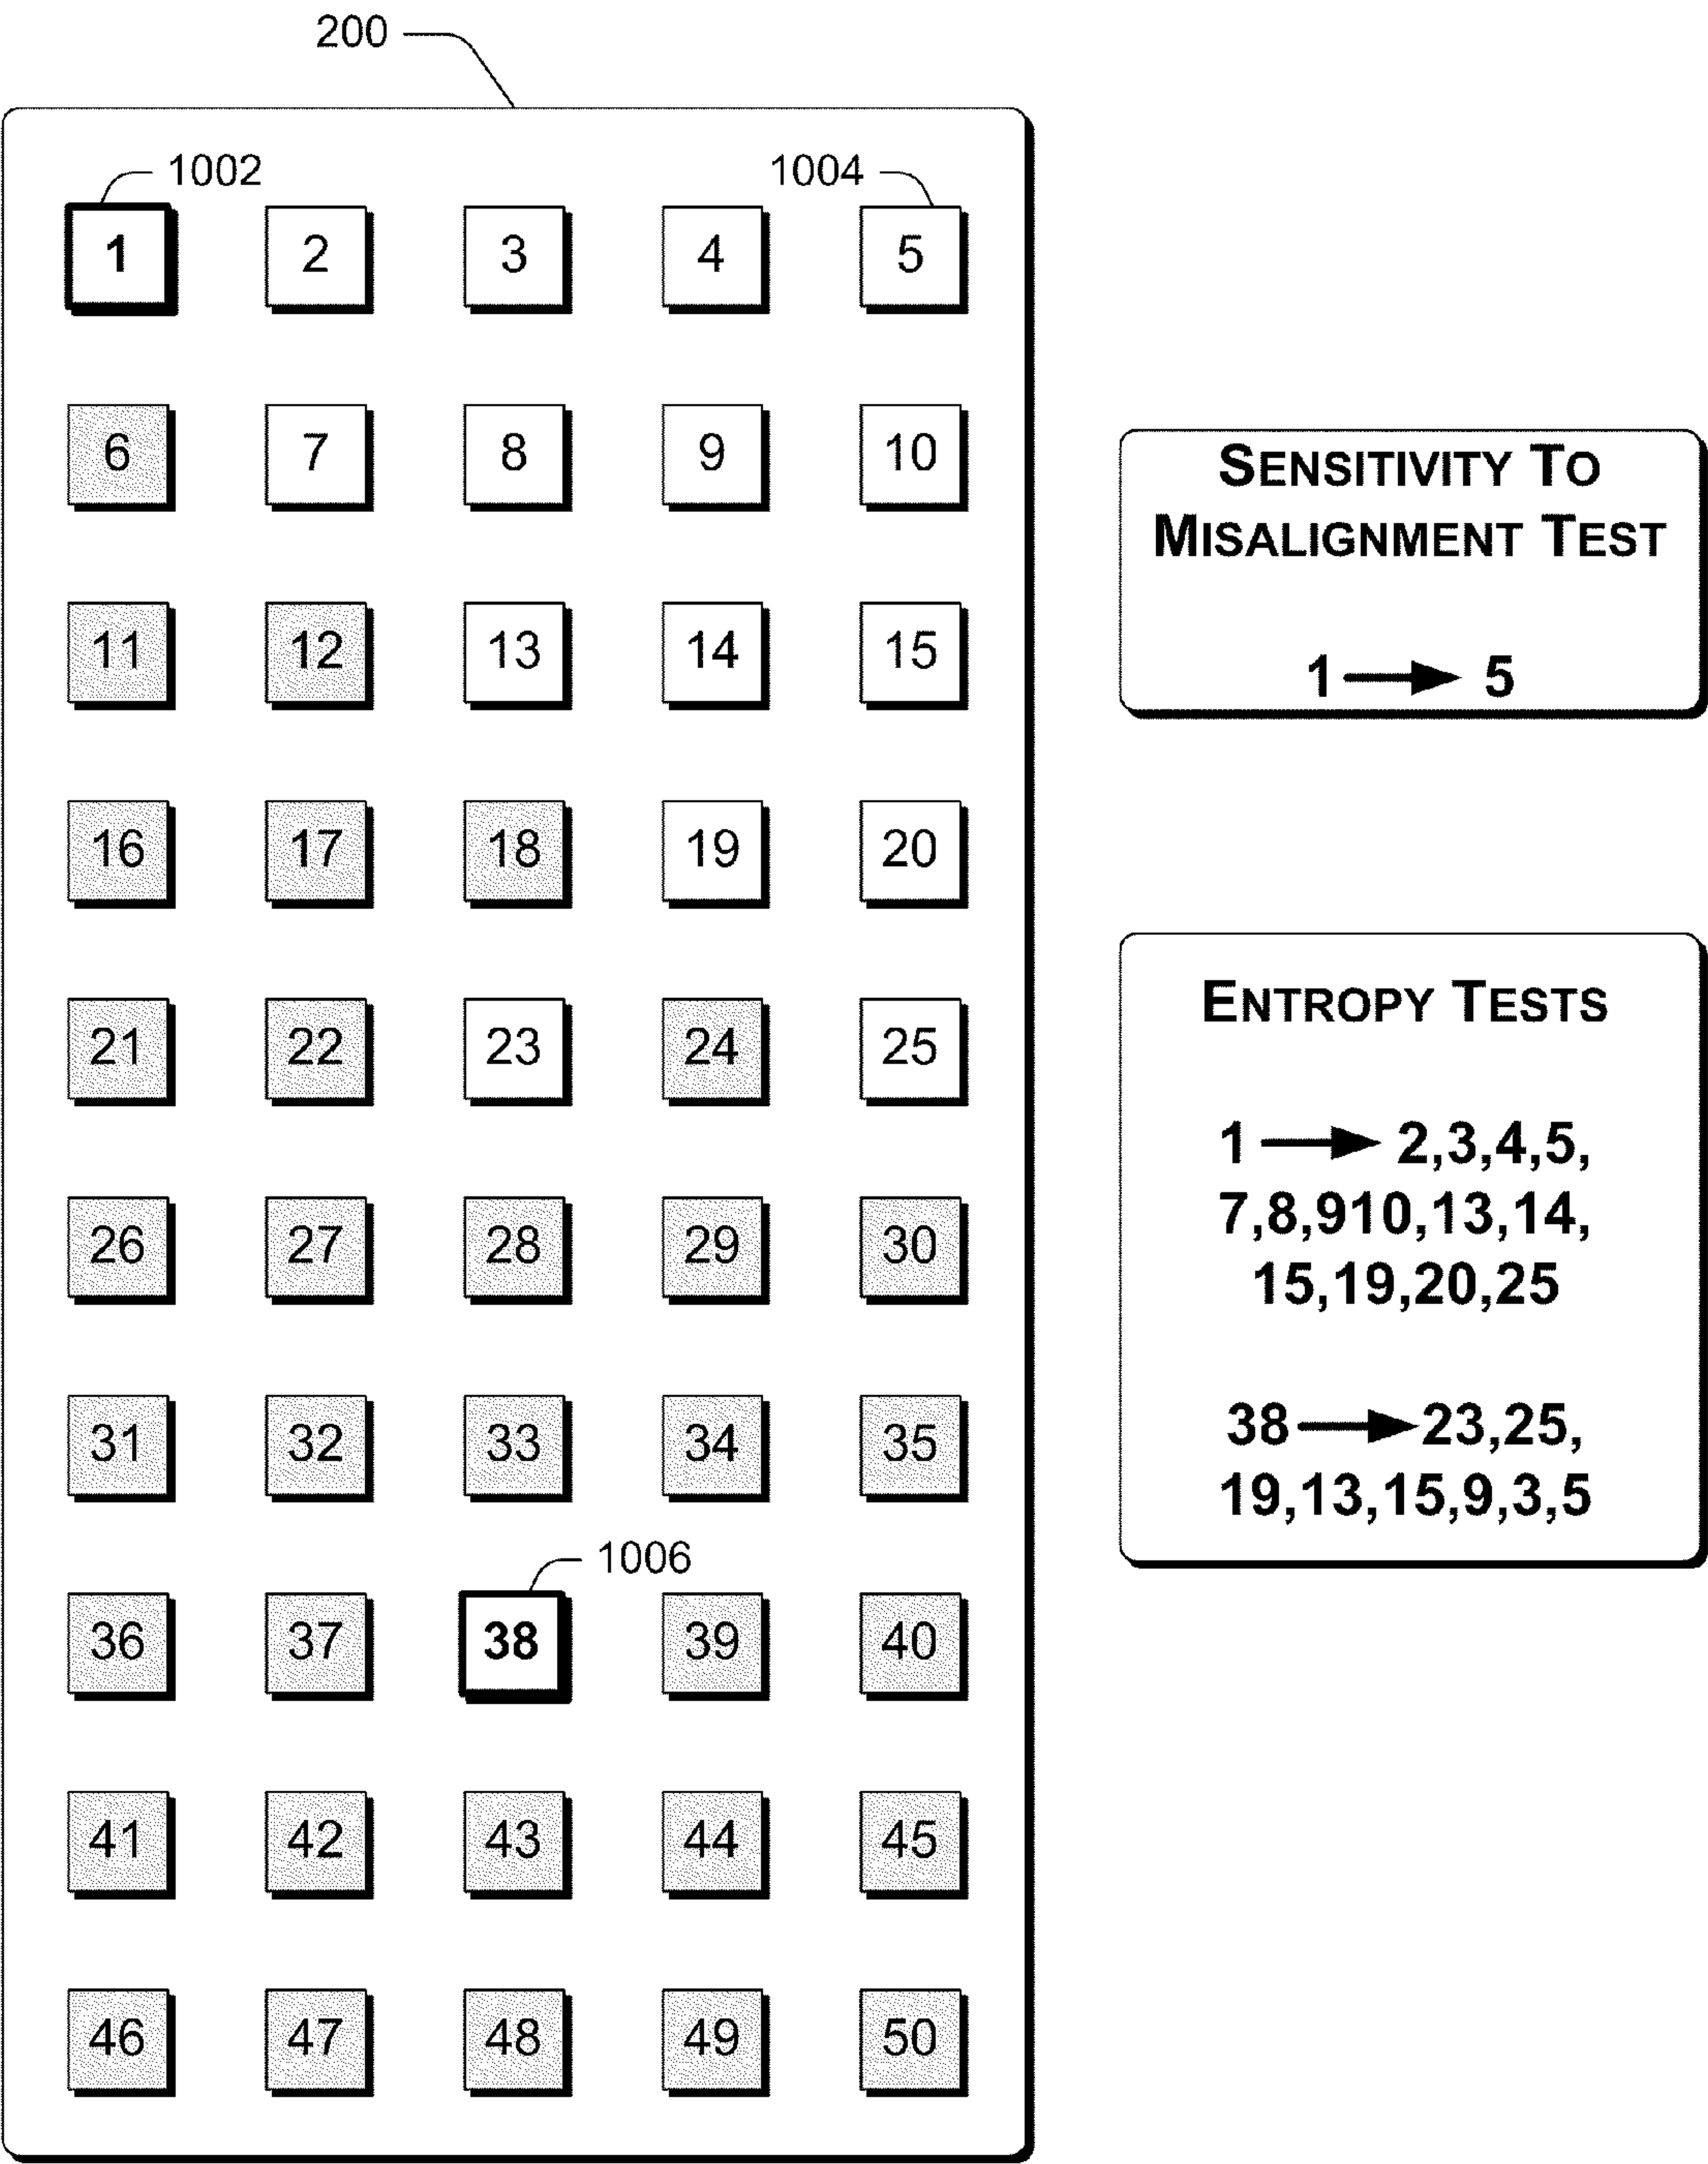 200
1002
1004
1 2 3 4 5
6 7 8 9 10
11 12 13 14 15
16 17 18 19 20
21 22 23 24 25
26 27 28 29 30
31 32 33 34 35
1006
36 37 38 39 40
41 42 43 44 45
46 47 48 49 50
SENSITIVITY TO
MISALIGNMENT TEST
1 → 5
ENTROPY TESTS
1 → 2,3,4,5,
7,8,910,13,14,
15,19,20,25
38 → 23,25,
19,13,15,9,3,5